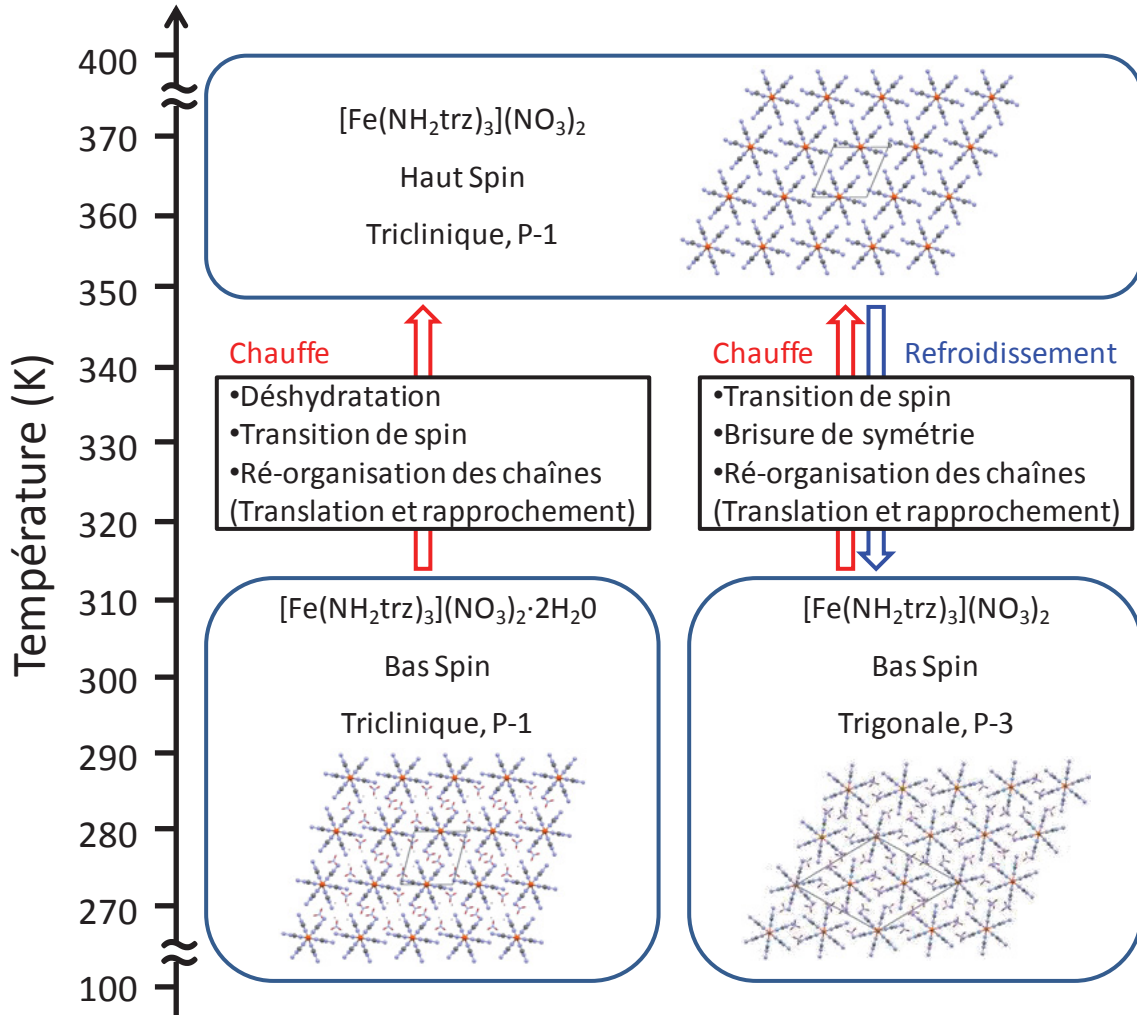 Température (K)
400
370
360
350
340
330
320
310
300
290
280
270
100
[Fe(NH₂trz)₃](NO₃)₂
Haut Spin
Triclinique, P-1
Chauffe
•Déshydratation
•Transition de spin
•Ré-organisation des chaînes
(Translation et rapprochement)
Chauffe
Refroidissement
•Transition de spin
•Brisure de symétrie
•Ré-organisation des chaînes
(Translation et rapprochement)
[Fe(NH₂trz)₃](NO₃)₂·2H₂0
Bas Spin
Triclinique, P-1
[Fe(NH₂trz)₃](NO₃)₂
Bas Spin
Trigonale, P-3